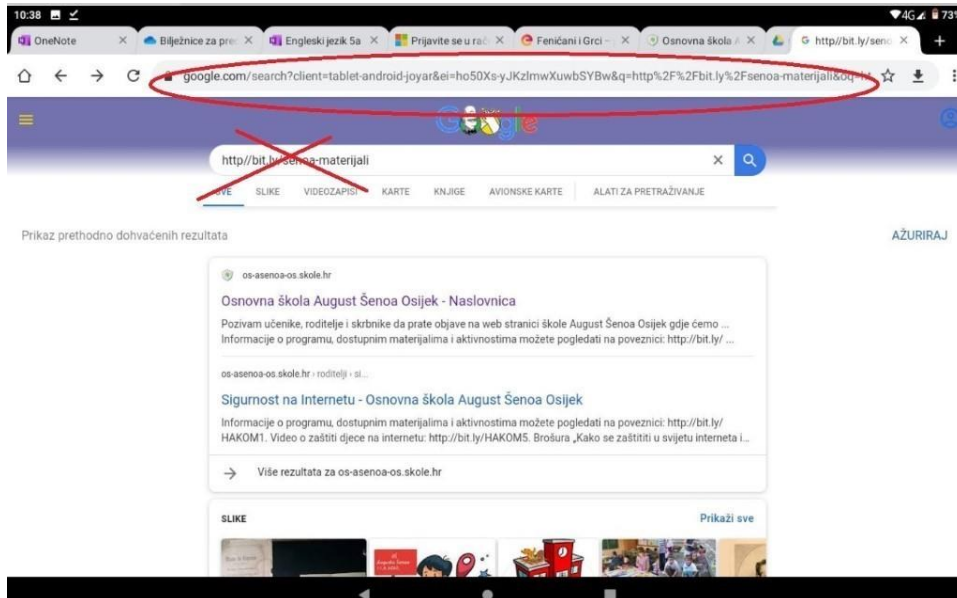 10:38
4G 73%
OneNote
Bilježnice za pre
Engleski jezik 5a
Prijavite se u rač
Feničani i Grci –
Osnovna škola A
http//bit.ly/seno
google.com/search?client=tablet-android-joyar&ei=ho50Xs-yJKzlmwXuwbSYBw&q=http%2F%2Fbit.ly%2Fsenoa-materijali&oq=ht
Google
http//bit.ly/senoa-materijali
SVE SLIKE VIDEOZAPISI KARTE KNJIGE AVIONSKE KARTE ALATI ZA PRETRAŽIVANJE
Prikaz prethodno dohvaćenih rezultata
AŽURIRAJ
os-asenoa-os.skole.hr
Osnovna škola August Šenoa Osijek - Naslovnica
Pozivam učenike, roditelje i skrbnike da prate objave na web stranici škole August Šenoa Osijek gdje ćemo ...
Informacije o programu, dostupnim materijalima i aktivnostima možete pogledati na poveznici: http://bit.ly/ ...
os-asenoa-os.skole.hr › roditelji › si...
Sigurnost na Internetu - Osnovna škola August Šenoa Osijek
Informacije o programu, dostupnim materijalima i aktivnostima možete pogledati na poveznici: http://bit.ly/
HAKOM1. Video o zaštiti djece na internetu: http://bit.ly/HAKOM5. Brošura „Kako se zaštititi u svijetu interneta i...
Više rezultata za os-asenoa-os.skole.hr
SLIKE
Prikaži sve